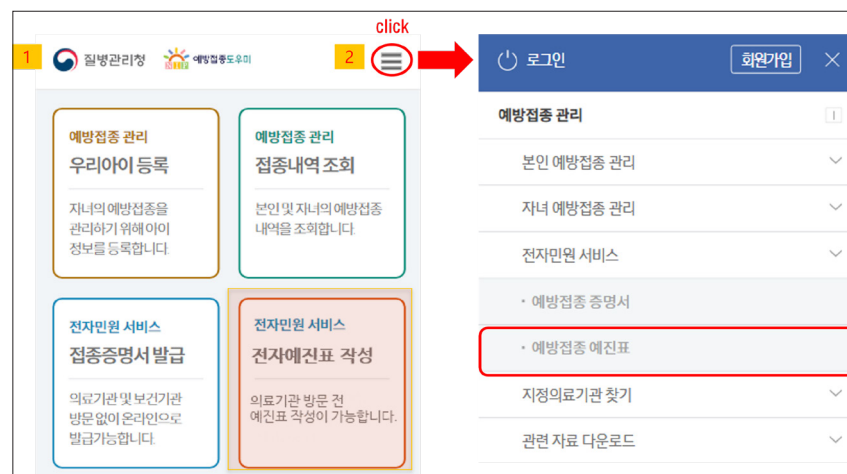 click
1
질병관리청
예방접종도우미
2
예방접종 관리
우리아이 등록
자녀의 예방접종을
관리하기 위해 아이
정보를 등록합니다.
예방접종 관리
접종내역 조회
본인 및 자녀의 예방접종
내역을 조회합니다.
전자민원 서비스
접종증명서 발급
의료기관 및 보건기관
방문 없이 온라인으로
발급가능합니다.
전자민원 서비스
전자예진표 작성
의료기관 방문 전
예진표 작성이 가능합니다.
로그인
회원가입
예방접종 관리
본인 예방접종 관리
자녀 예방접종 관리
전자민원 서비스
· 예방접종 증명서
· 예방접종 예진표
지정의료기관 찾기
관련 자료 다운로드